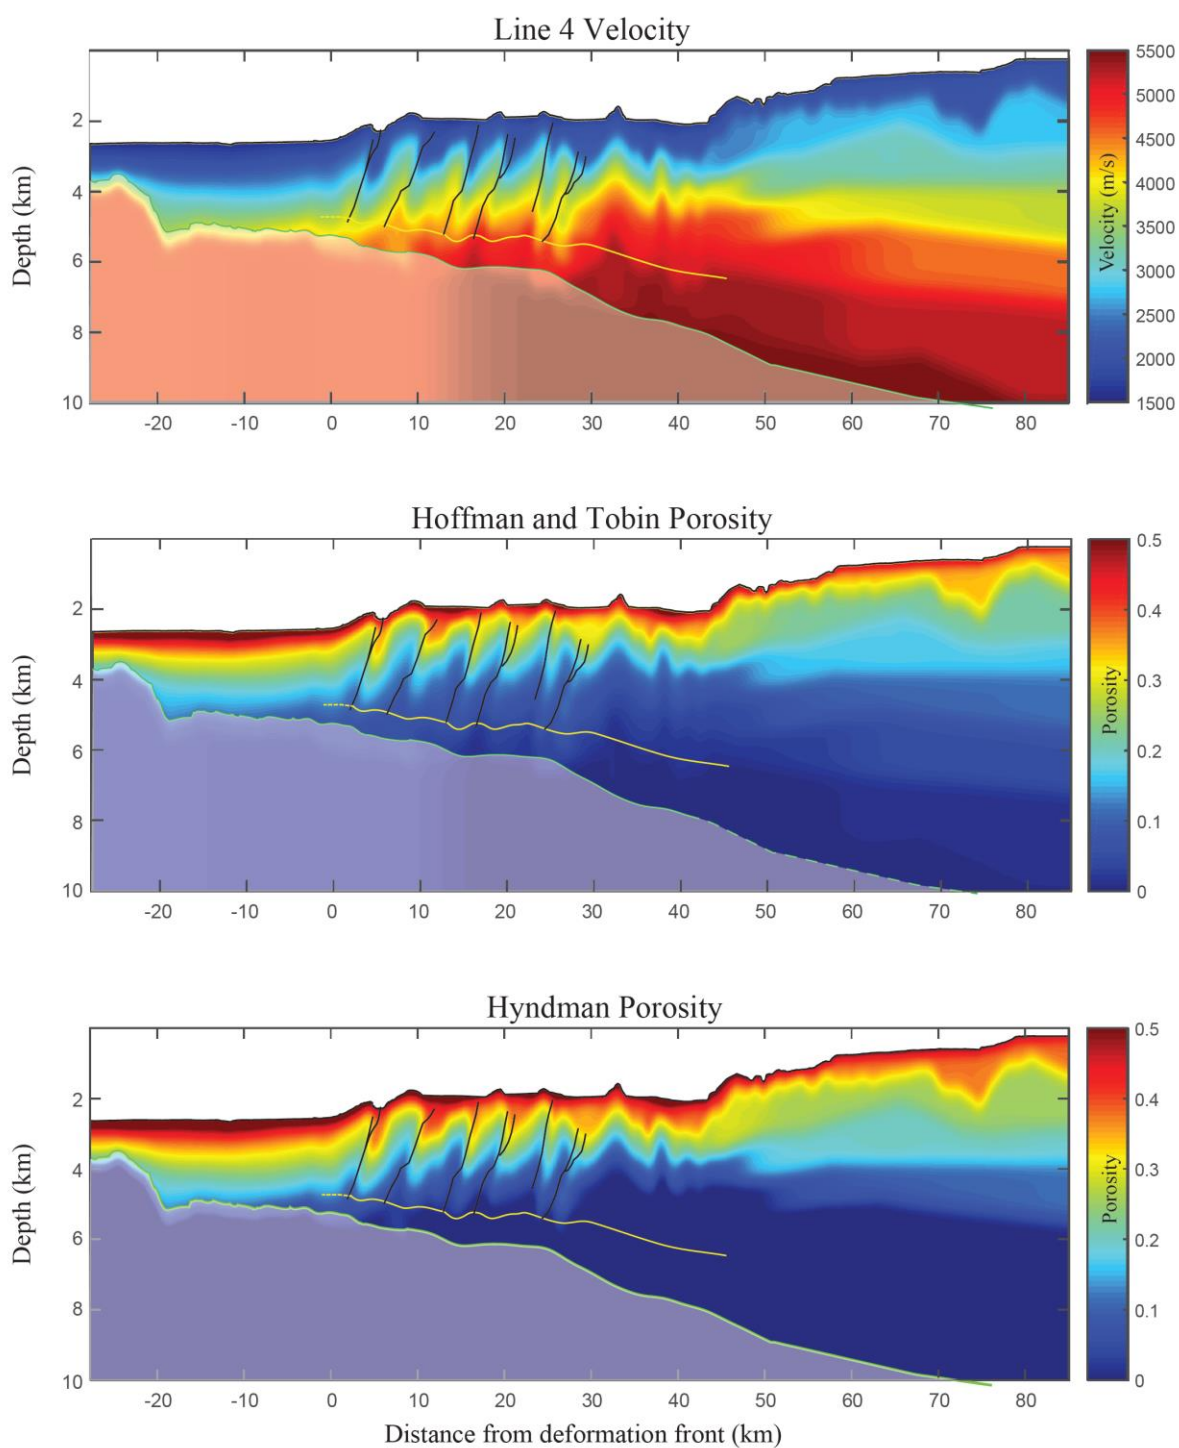 Line 4 Velocity
Depth (km)
2
4
6
8
10
-20 -10 0 10 20 30 40 50 60 70 80
5500
5000
4500
4000
3500
3000
2500
2000
1500
Velocity (m/s)
Hoffman and Tobin Porosity
Depth (km)
2
4
6
8
10
-20 -10 0 10 20 30 40 50 60 70 80
0.5
0.4
0.3
0.2
0.1
0
Porosity
Hyndman Porosity
Depth (km)
2
4
6
8
10
-20 -10 0 10 20 30 40 50 60 70 80
0.5
0.4
0.3
0.2
0.1
0
Porosity
Distance from deformation front (km)